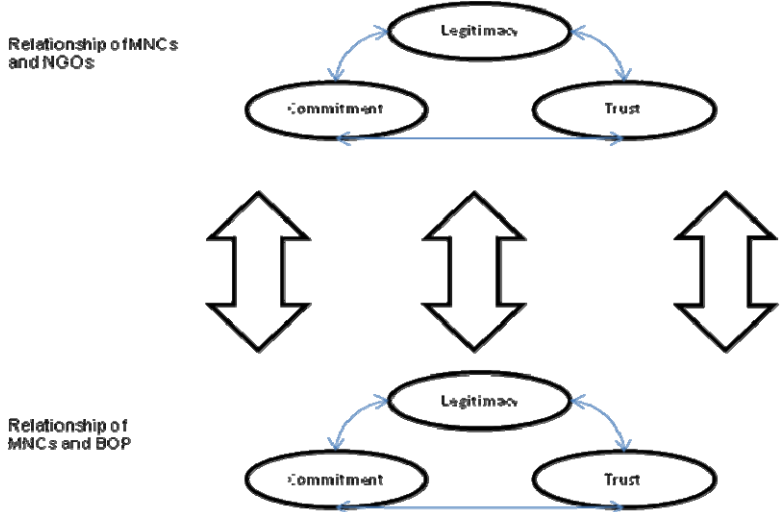 Relationship of MNCs
and NGOs
Legitimacy
Commitment
Trust
Relationship of
MNCs and BOP
Legitimacy
Commitment
Trust